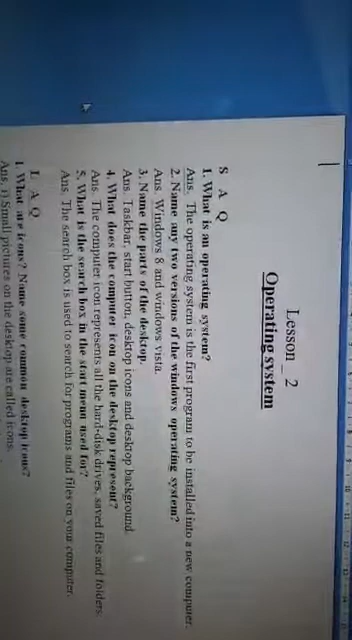 Lesson_ 2
Operating system
S A Q
1. What is an operating system?
Ans. The operating system is the first program to be installed into a new computer.
2. Name any two versions of the windows operating system?
Ans. Windows 8 and windows vista.
3. Name the parts of the desktop.
Ans. Taskbar, start button, desktop icons and desktop background.
4. What does the computer icon on the desktop represent?
Ans. The computer icon represents all the hard-disk drives, saved files and folders.
5. What is the search box in the start menu used for?
Ans. The search box is used to search for programs and files on your computer.
L A Q
1. What are icons? Name some common desktop icons?
Ans. 1) Small pictures on the desktop are called icons.